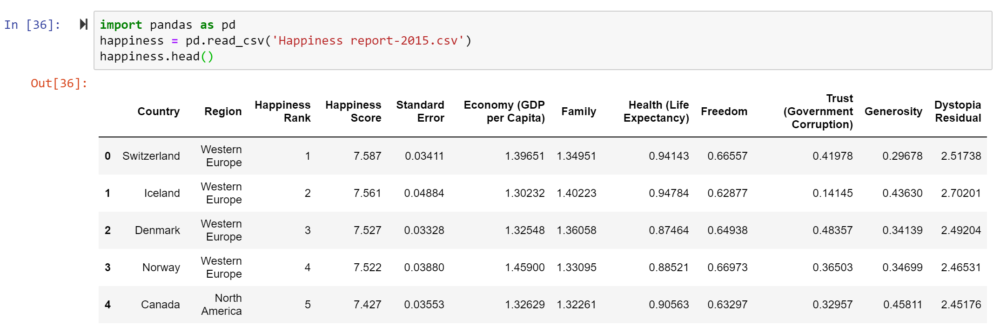 In [36]:
import pandas as pd
happiness = pd.read_csv('Happiness report-2015.csv')
happiness.head()
Out[36]:
Country Region Happiness Rank Happiness Score Standard Error Economy (GDP per Capita) Family Health (Life Expectancy) Freedom Trust (Government Corruption) Generosity Dystopia Residual
0 Switzerland Western Europe 1 7.587 0.03411 1.39651 1.34951 0.94143 0.66557 0.41978 0.29678 2.51738
1 Iceland Western Europe 2 7.561 0.04884 1.30232 1.40223 0.94784 0.62877 0.14145 0.43630 2.70201
2 Denmark Western Europe 3 7.527 0.03328 1.32548 1.36058 0.87464 0.64938 0.48357 0.34139 2.49204
3 Norway Western Europe 4 7.522 0.03880 1.45900 1.33095 0.88521 0.66973 0.36503 0.34699 2.46531
4 Canada North America 5 7.427 0.03553 1.32629 1.32261 0.90563 0.63297 0.32957 0.45811 2.45176